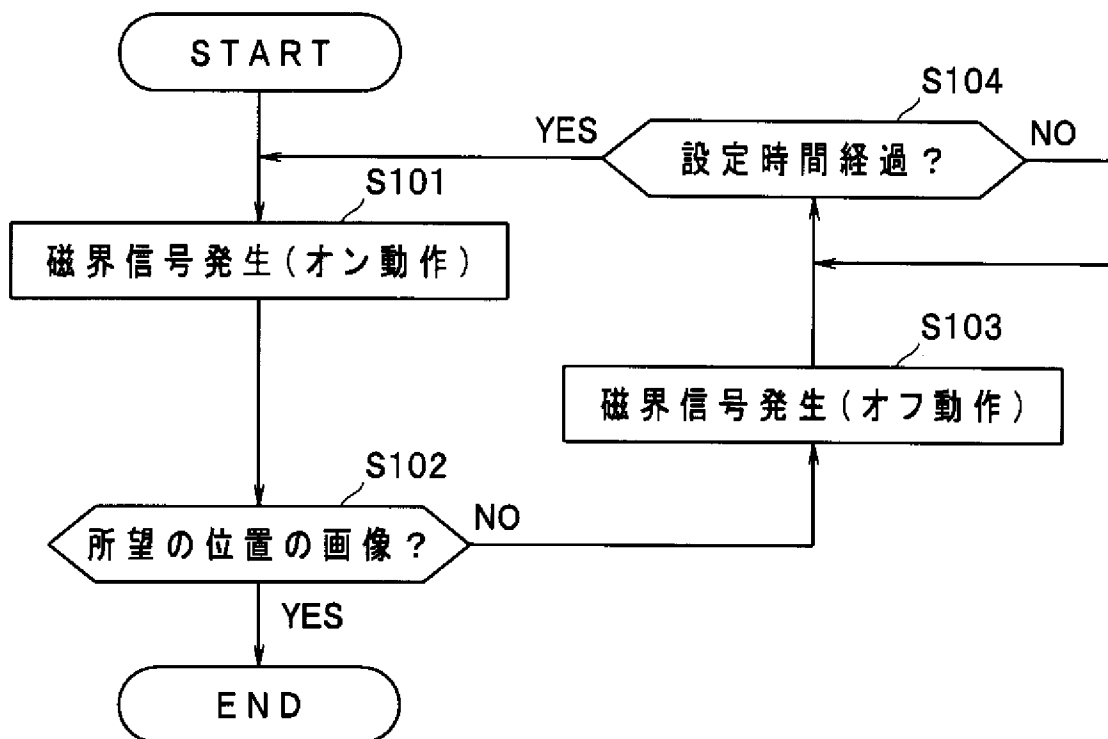 START
S101
磁界信号発生(オン動作)
S102
所望の位置の画像?
NO
YES
END
S103
磁界信号発生(オフ動作)
S104
設定時間経過?
YES
NO